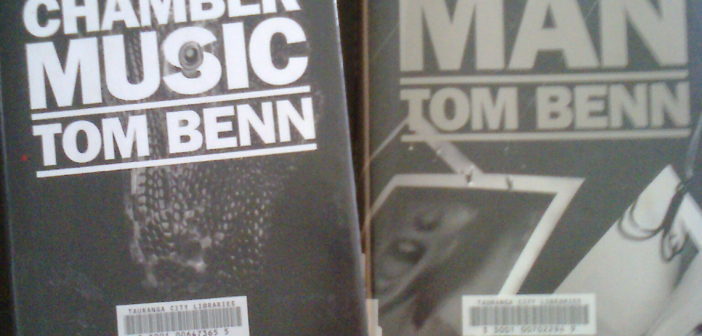 CHAMBER
MUSIC
TOM BENN
TAURANGA CITY LIBRARIES
MAN
TOM BENN
TAURANGA CITY LIBRARIES